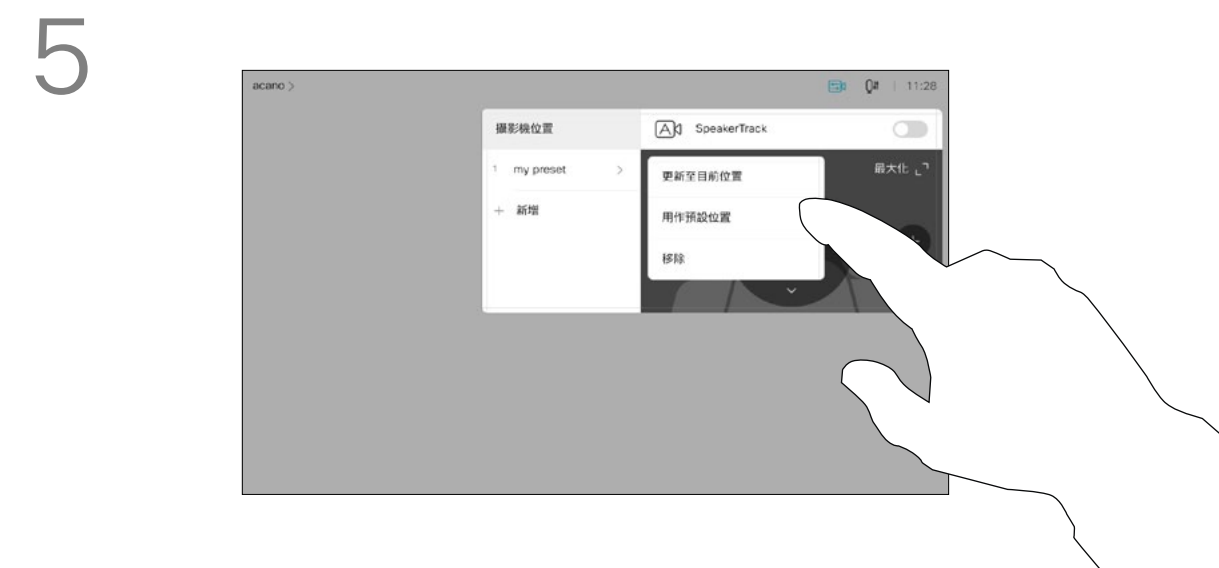 5
acano >
11:28
攝影機位置
SpeakerTrack
1 my preset >
更新至目前位置
最大化
+ 新增
用作預設位置
移除